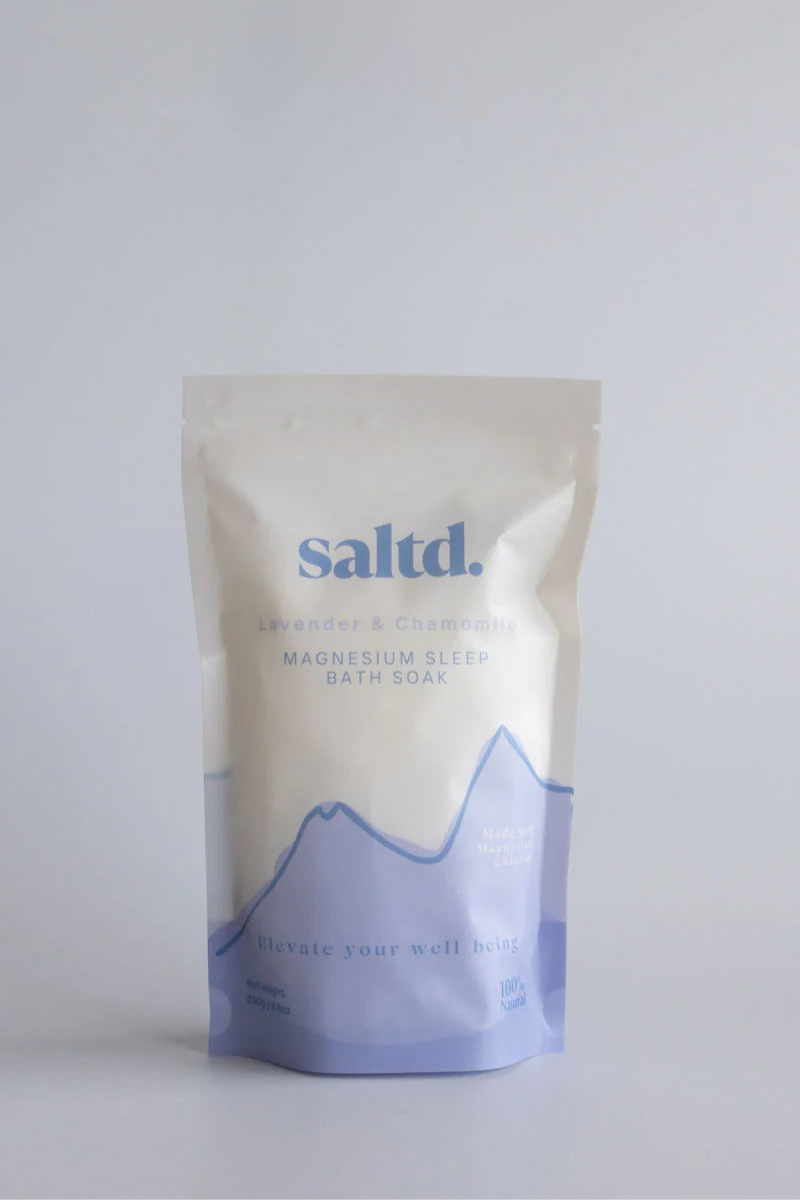 saltd.
Lavender & Chamomile
MAGNESIUM SLEEP
BATH SOAK
Made with
Magnesium
Chloride
Elevate your well being
Net weight.
100%
Natural